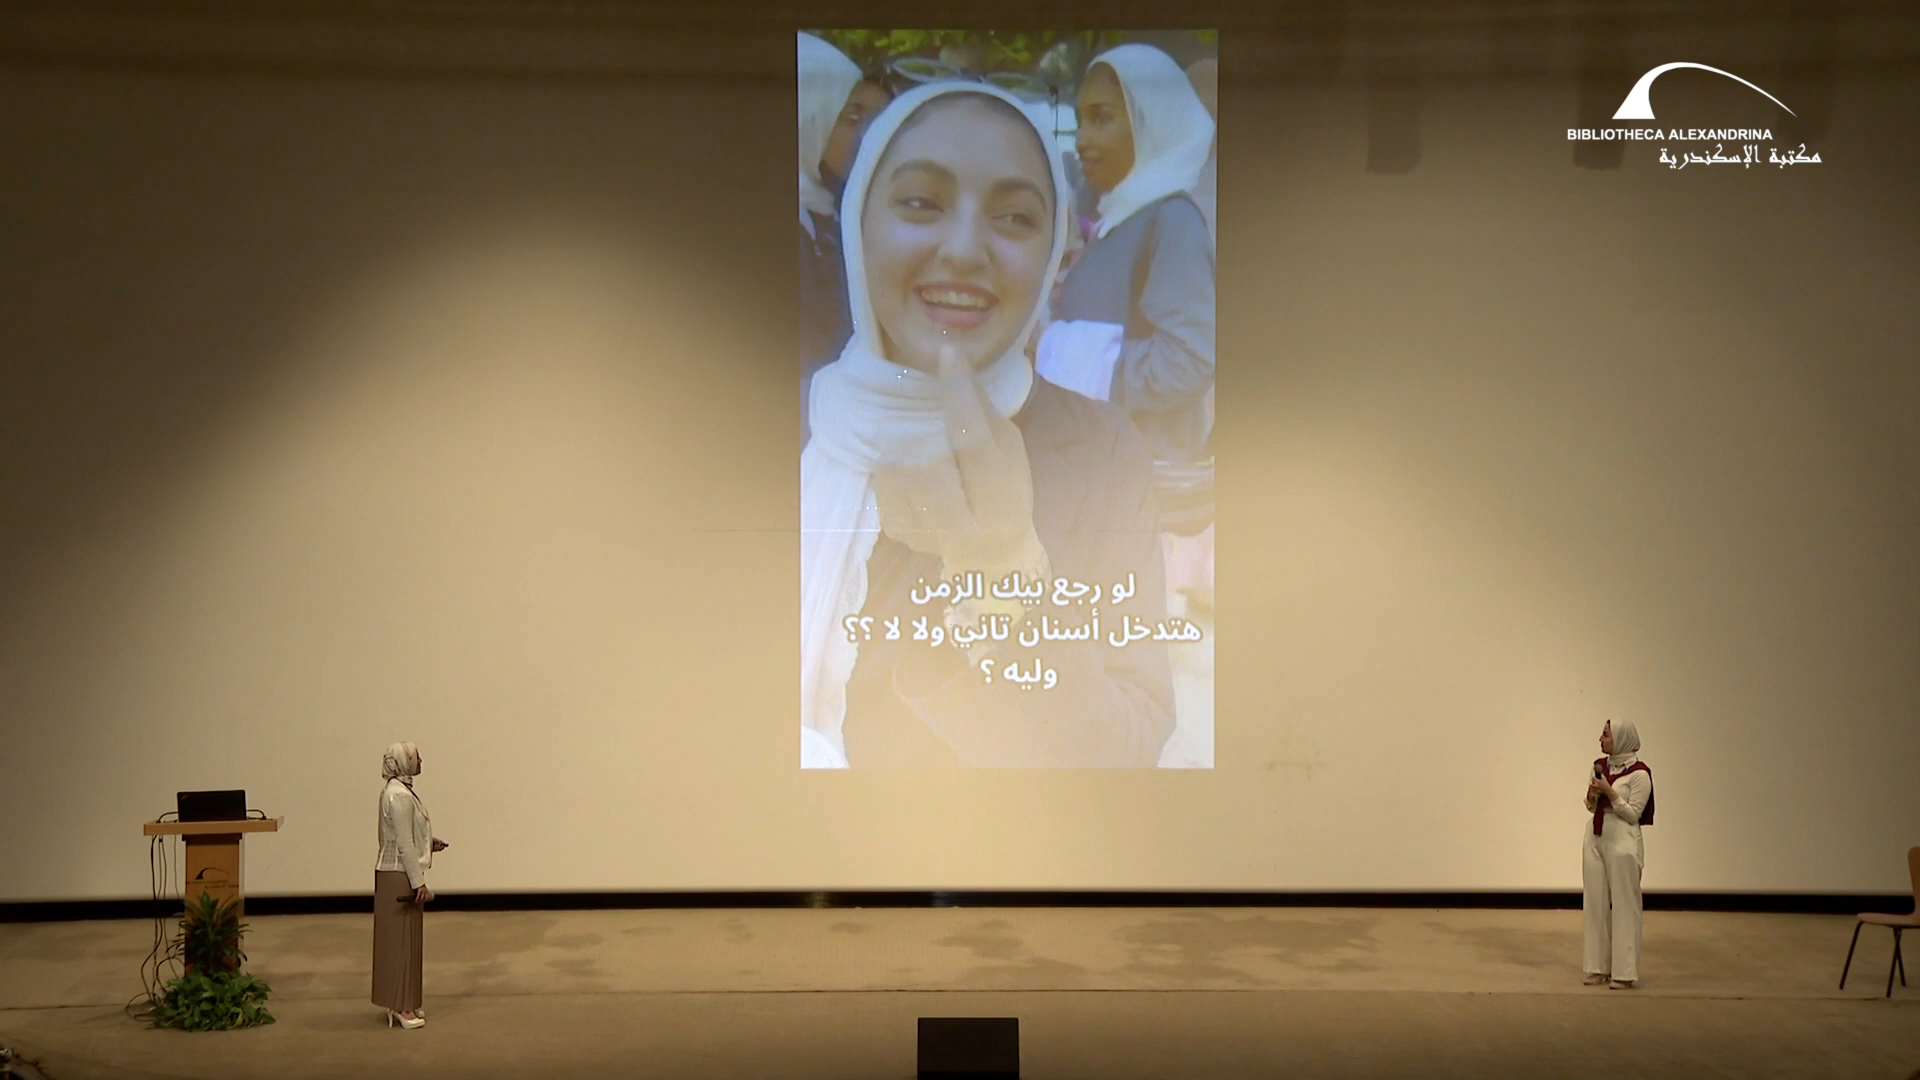 BIBLIOTHECA ALEXANDRINA
مكتبة الإسكندرية
لو رجع بيك الزمن
هتدخل أسنان تاني ولا لا ؟؟
وليه ؟